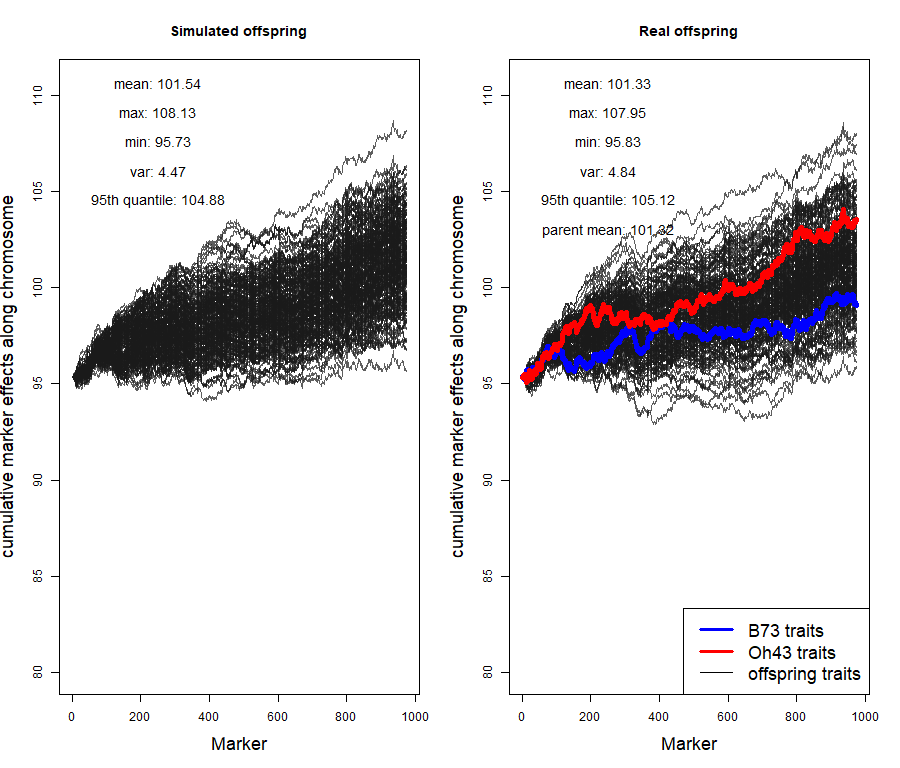 Simulated offspring
cumulative marker effects along chromosome
110
105
100
95
90
85
80
mean: 101.54
max: 108.13
min: 95.73
var: 4.47
95th quantile: 104.88
0 200 400 600 800 1000
Marker
Real offspring
cumulative marker effects along chromosome
110
105
100
95
90
85
80
mean: 101.33
max: 107.95
min: 95.83
var: 4.84
95th quantile: 105.12
parent mean: 101.32
B73 traits
Oh43 traits
offspring traits
0 200 400 600 800 1000
Marker